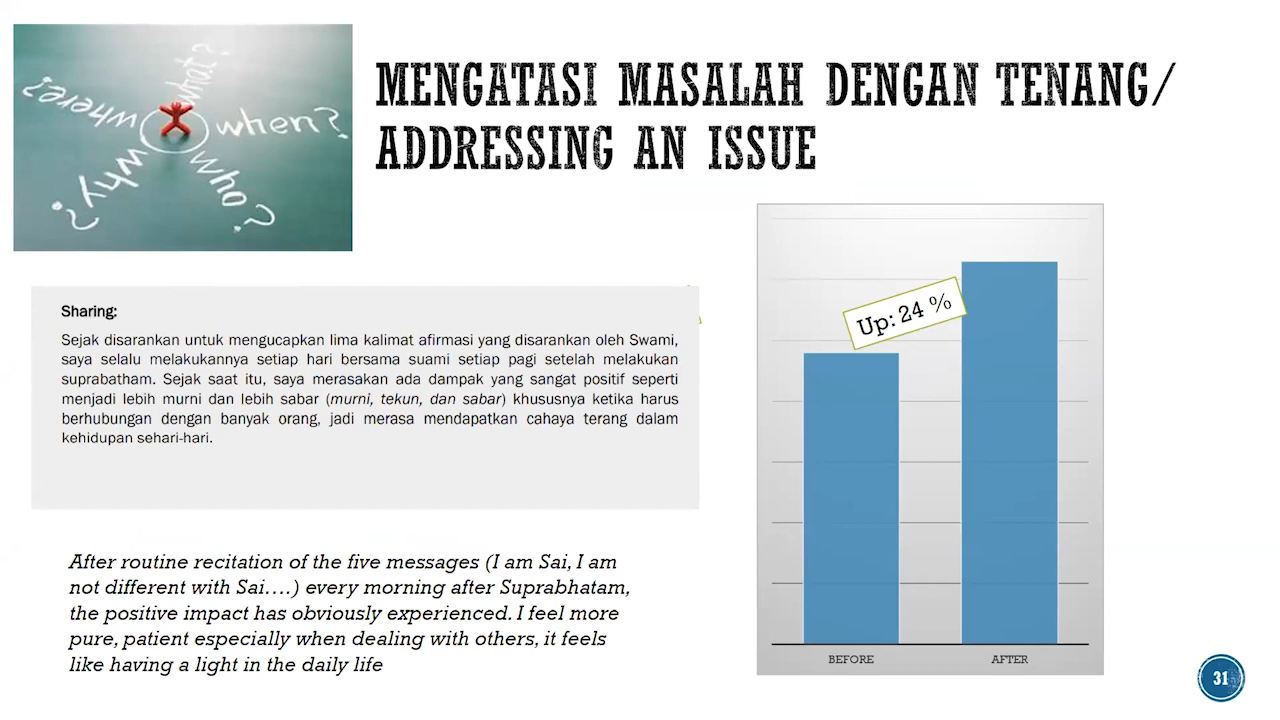 where?
what?
when?
why?
who?
MENGATASI MASALAH DENGAN TENANG/
ADDRESSING AN ISSUE
Sharing:
Sejak disarankan untuk mengucapkan lima kalimat afirmasi yang disarankan oleh Swami,
saya selalu melakukannya setiap hari bersama suami setiap pagi setelah melakukan
suprabatham. Sejak saat itu, saya merasakan ada dampak yang sangat positif seperti
menjadi lebih murni dan lebih sabar (murni, tekun, dan sabar) khususnya ketika harus
berhubungan dengan banyak orang, jadi merasa mendapatkan cahaya terang dalam
kehidupan sehari-hari.
After routine recitation of the five messages (I am Sai, I am
not different with Sai....) every morning after Suprabhatam,
the positive impact has obviously experienced. I feel more
pure, patient especially when dealing with others, it feels
like having a light in the daily life
Up: 24 %
BEFORE
AFTER
31